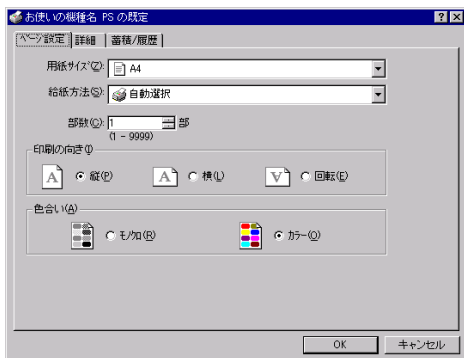 お使いの機種名 PS の既定
ページ設定 詳細 蓄積/履歴
用紙サイズ(Z): A4
給紙方法(S): 自動選択
部数(C): 1 部
(1 - 9999)
印刷の向き(I)
A 縦(P) A 横(L) A 回転(E)
色合い(A)
モノクロ(R) カラー(O)
OK キャンセル